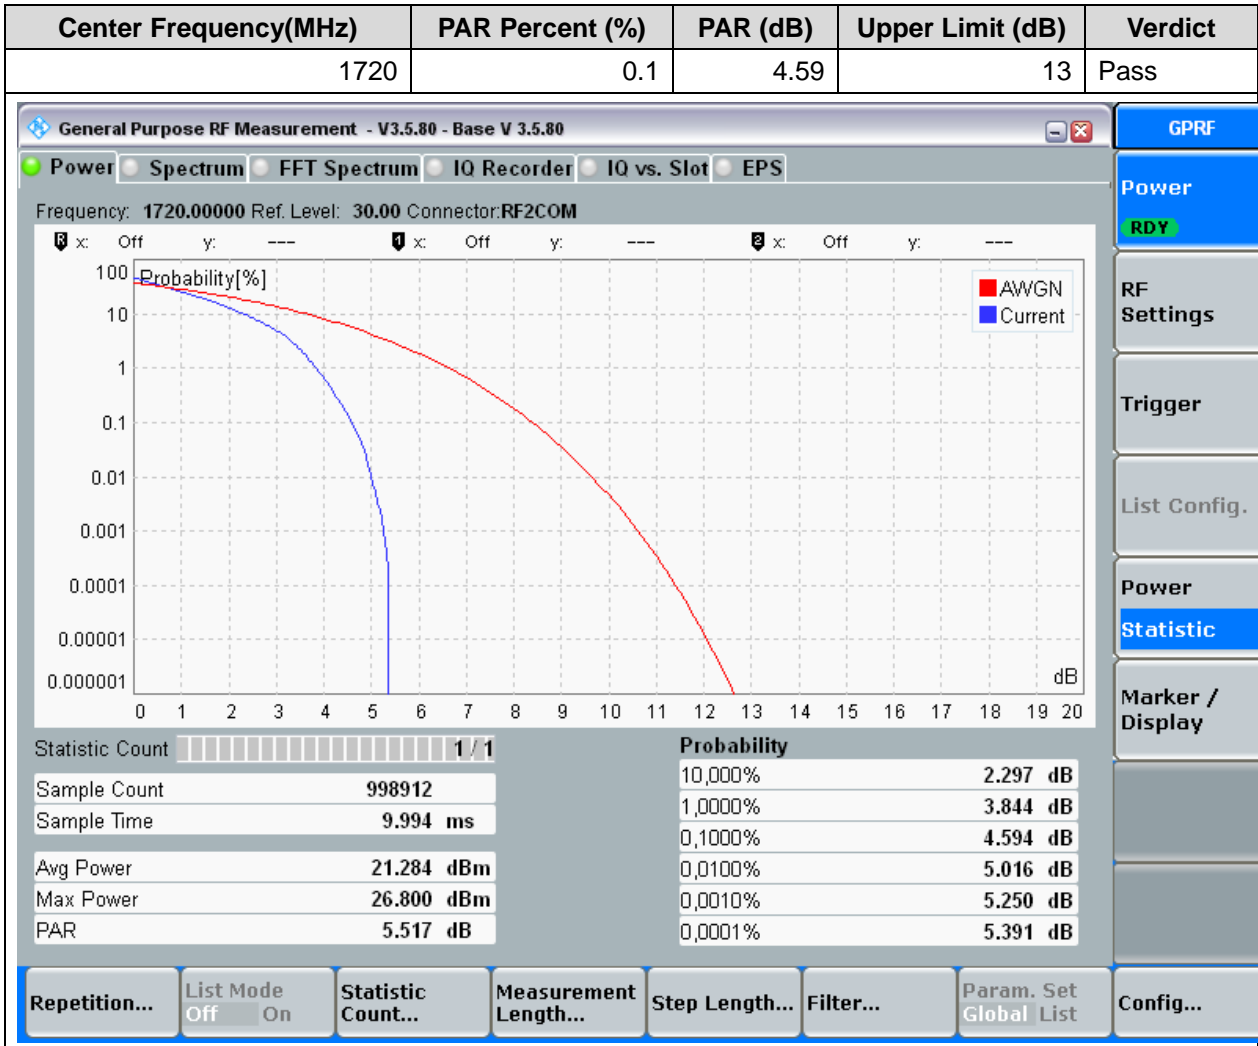 Center Frequency(MHz) PAR Percent (%) PAR (dB) Upper Limit (dB) Verdict
1720 0.1 4.59 13 Pass
General Purpose RF Measurement - V3.5.80 - Base V 3.5.80
GPRF
Power Spectrum FFT Spectrum IQ Recorder IQ vs. Slot EPS
Frequency: 1720.00000 Ref. Level: 30.00 Connector:RF2COM
R x: Off y: --- 1 x: Off y: --- 2 x: Off y: ---
Probability[%]
AWGN
Current
100
10
1
0.1
0.01
0.001
0.0001
0.00001
0.000001
dB
0 1 2 3 4 5 6 7 8 9 10 11 12 13 14 15 16 17 18 19 20
Statistic Count 1 / 1
Sample Count 998912
Sample Time 9.994 ms
Avg Power 21.284 dBm
Max Power 26.800 dBm
PAR 5.517 dB
Probability
10,000% 2.297 dB
1,0000% 3.844 dB
0,1000% 4.594 dB
0,0100% 5.016 dB
0,0010% 5.250 dB
0,0001% 5.391 dB
Power
RDY
RF
Settings
Trigger
List Config.
Power
Statistic
Marker /
Display
Repetition...
List Mode
Off On
Statistic
Count...
Measurement
Length...
Step Length...
Filter...
Param. Set
Global List
Config...